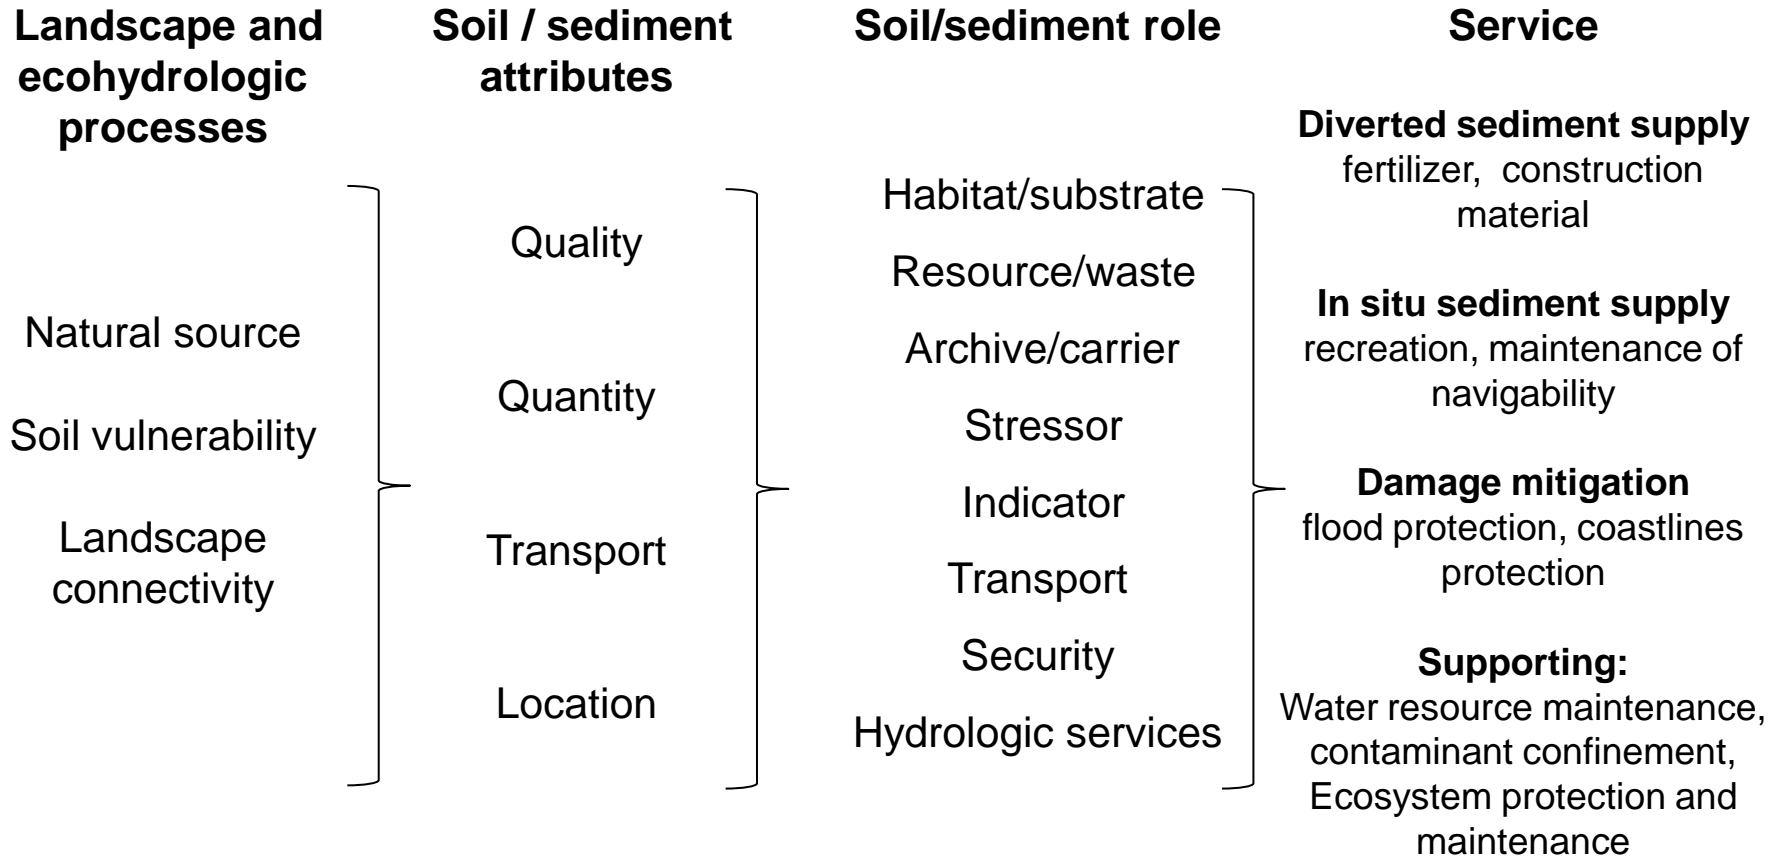 Landscape and
ecohydrologic
processes
Natural source
Soil vulnerability
Landscape
connectivity
Soil / sediment
attributes
Quality
Quantity
Transport
Location
Soil/sediment role
Habitat/substrate
Resource/waste
Archive/carrier
Stressor
Indicator
Transport
Security
Hydrologic services
Service
Diverted sediment supply
fertilizer, construction
material
In situ sediment supply
recreation, maintenance of
navigability
Damage mitigation
flood protection, coastlines
protection
Supporting:
Water resource maintenance,
contaminant confinement,
Ecosystem protection and
maintenance